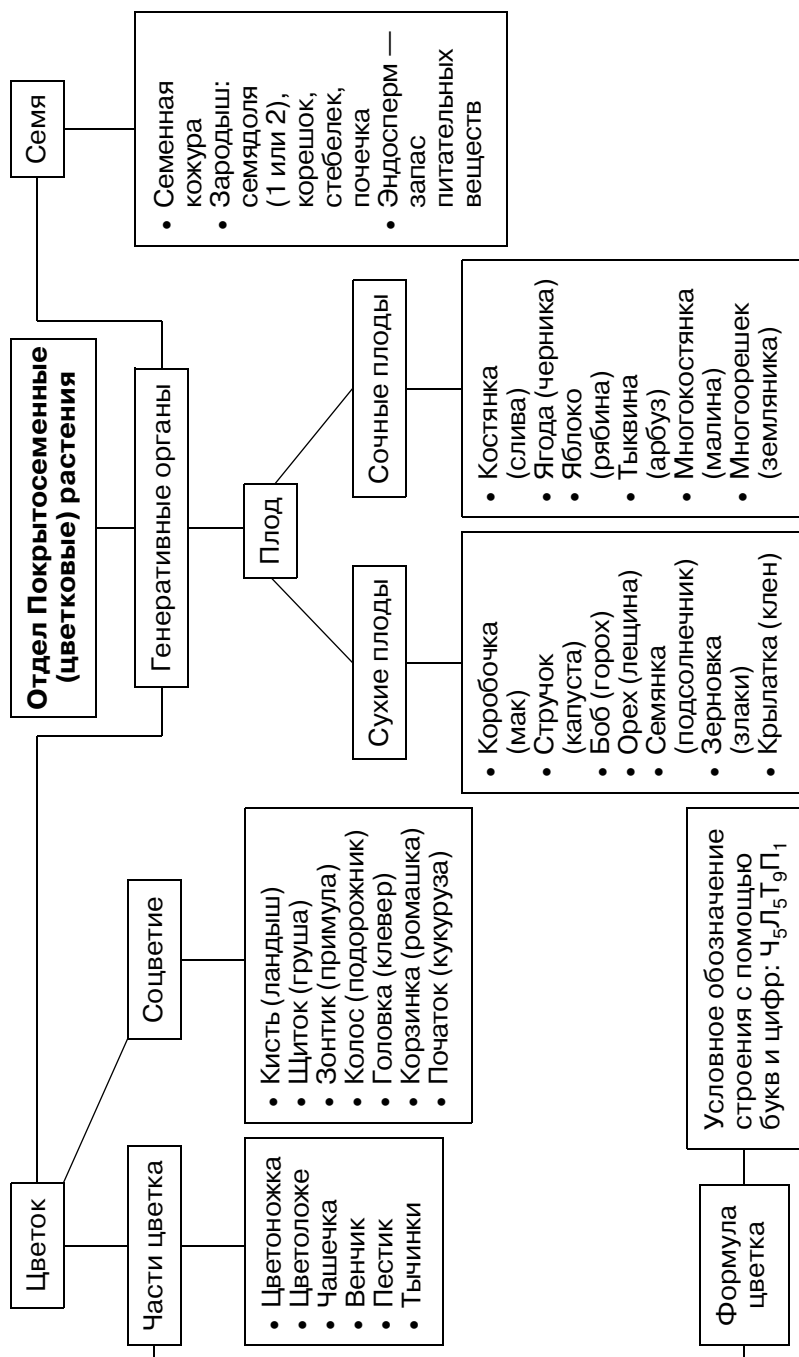 Отдел Покрытосеменные
(цветковые) растения
Генеративные органы
Цветок
Части цветка
• Цветоножка
• Цветоложе
• Чашечка
• Венчик
• Пестик
• Тычинки
Соцветие
• Кисть (ландыш)
• Щиток (груша)
• Зонтик (примула)
• Колос (подорожник)
• Головка (клевер)
• Корзинка (ромашка)
• Початок (кукуруза)
Плод
Сухие плоды
• Коробочка
(мак)
• Стручок
(капуста)
• Боб (горох)
• Орех (лещина)
• Семянка
(подсолнечник)
• Зерновка
(злаки)
• Крылатка (клен)
Сочные плоды
• Костянка
(слива)
• Ягода (черника)
• Яблоко
(рябина)
• Тыквина
(арбуз)
• Многокостянка
(малина)
• Многоорешек
(земляника)
Семя
• Семенная
кожура
• Зародыш:
семядоля
(1 или 2),
корешок,
стебелек,
почечка
• Эндосперм —
запас
питательных
веществ
Формула
цветка
Условное обозначение
строения с помощью
букв и цифр: Ч₅Л₅Т₉П₁